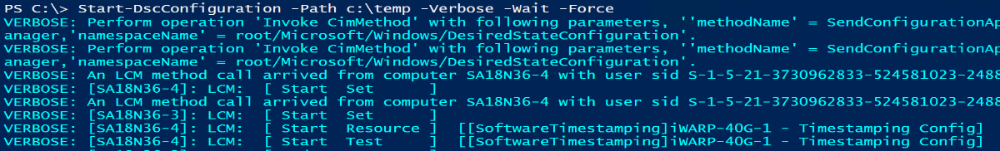 PS C:\> Start-DscConfiguration -Path c:\temp -Verbose -Wait -Force
VERBOSE: Perform operation 'Invoke CimMethod' with following parameters, ''methodName' = SendConfigurationAp
anager,'namespaceName' = root/Microsoft/Windows/DesiredStateConfiguration'.
VERBOSE: Perform operation 'Invoke CimMethod' with following parameters, ''methodName' = SendConfigurationAp
anager,'namespaceName' = root/Microsoft/Windows/DesiredStateConfiguration'.
VERBOSE: An LCM method call arrived from computer SA18N36-4 with user sid S-1-5-21-3730962833-524581023-2488
VERBOSE: [SA18N36-4]: LCM:  [ Start  Set      ]
VERBOSE: An LCM method call arrived from computer SA18N36-4 with user sid S-1-5-21-3730962833-524581023-2488
VERBOSE: [SA18N36-3]: LCM:  [ Start  Set      ]
VERBOSE: [SA18N36-4]: LCM:  [ Start  Resource ]  [[SoftwareTimestamping]iWARP-40G-1 - Timestamping Config]
VERBOSE: [SA18N36-4]: LCM:  [ Start  Test     ]  [[SoftwareTimestamping]iWARP-40G-1 - Timestamping Config]